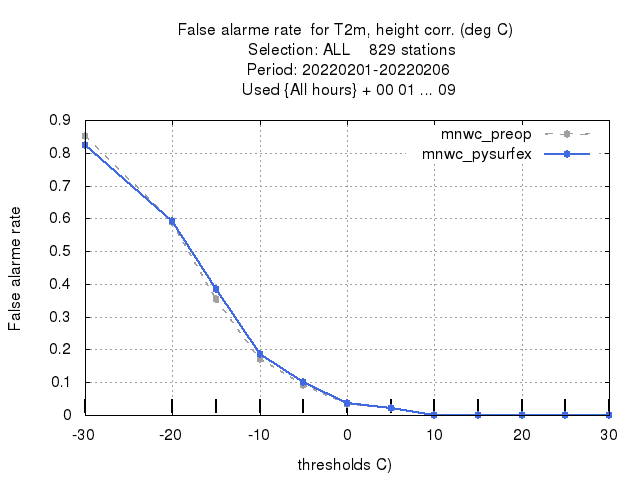 False alarme rate  for T2m, height corr. (deg C)
Selection: ALL    829 stations
Period: 20220201-20220206
Used {All hours} + 00 01 ... 09
mnwc_preop
mnwc_pysurfex
False alarme rate
0.9
0.8
0.7
0.6
0.5
0.4
0.3
0.2
0.1
0
-30 -20 -10 0 10 20 30
thresholds C)